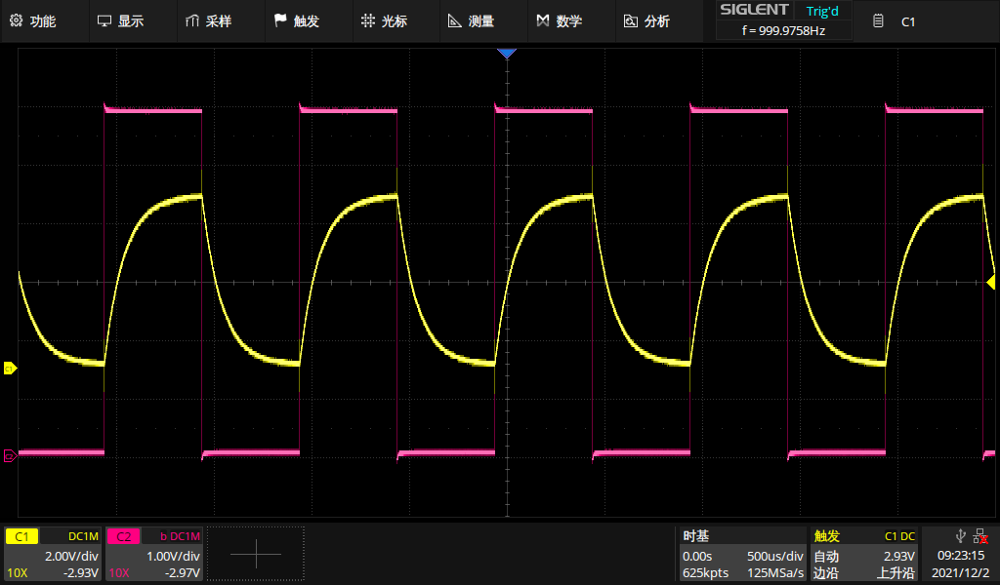 功能
显示
采样
触发
光标
测量
数学
分析
SIGLENT Trig'd
f = 999.9758Hz
C1
C1 DC1M
2.00V/div
10X -2.93V
C2 b DC1M
1.00V/div
10X -2.97V
时基
0.00s 500us/div
625kpts 125MSa/s
触发 C1 DC
自动 2.93V
边沿 上升沿
09:23:15
2021/12/2